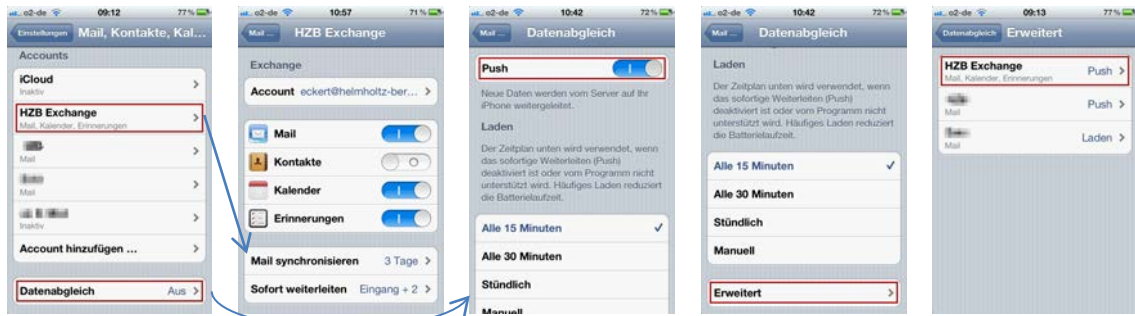 o2-de 09:12 77%
Einstellungen Mail, Kontakte, Kal...
Accounts
iCloud
Inaktiv
HZB Exchange
Mail, Kalender, Erinnerungen
Mail
Mail
Inaktiv
Account hinzufügen ...
Datenabgleich Aus
o2-de 10:57 71%
Mail ... HZB Exchange
Exchange
Account eckert@helmholtz-ber...
Mail
Kontakte
Kalender
Erinnerungen
Mail synchronisieren 3 Tage
Sofort weiterleiten Eingang + 2
o2-de 10:42 72%
Mail ... Datenabgleich
Push
Neue Daten werden vom Server auf Ihr
iPhone weitergeleitet.
Laden
Der Zeitplan unten wird verwendet, wenn
das sofortige Weiterleiten (Push)
deaktiviert ist oder vom Programm nicht
unterstützt wird. Häufiges Laden reduziert
die Batterielaufzeit.
Alle 15 Minuten
Alle 30 Minuten
Stündlich
Manuell
o2-de 10:42 72%
Mail ... Datenabgleich
Laden
Der Zeitplan unten wird verwendet, wenn
das sofortige Weiterleiten (Push)
deaktiviert ist oder vom Programm nicht
unterstützt wird. Häufiges Laden reduziert
die Batterielaufzeit.
Alle 15 Minuten
Alle 30 Minuten
Stündlich
Manuell
Erweitert
o2-de 09:13 77%
Datenabgleich Erweitert
HZB Exchange Push
Mail, Kalender, Erinnerungen
Push
Mail
Laden
Mail